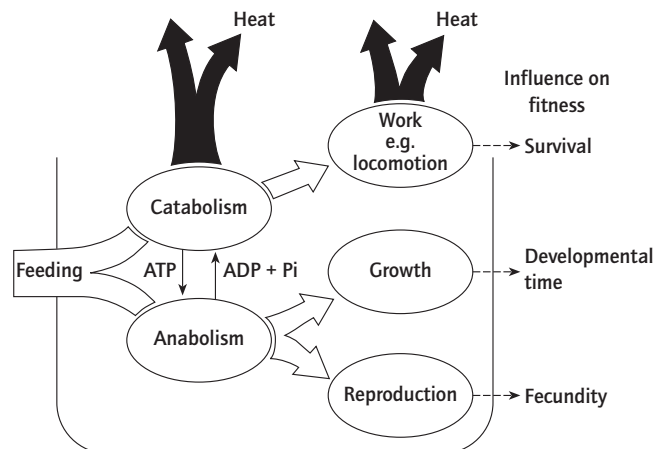 Heat
Heat
Influence on
fitness
Work
e.g.
locomotion
Survival
Catabolism
Feeding
ATP
ADP + Pi
Growth
Developmental
time
Anabolism
Reproduction
Fecundity